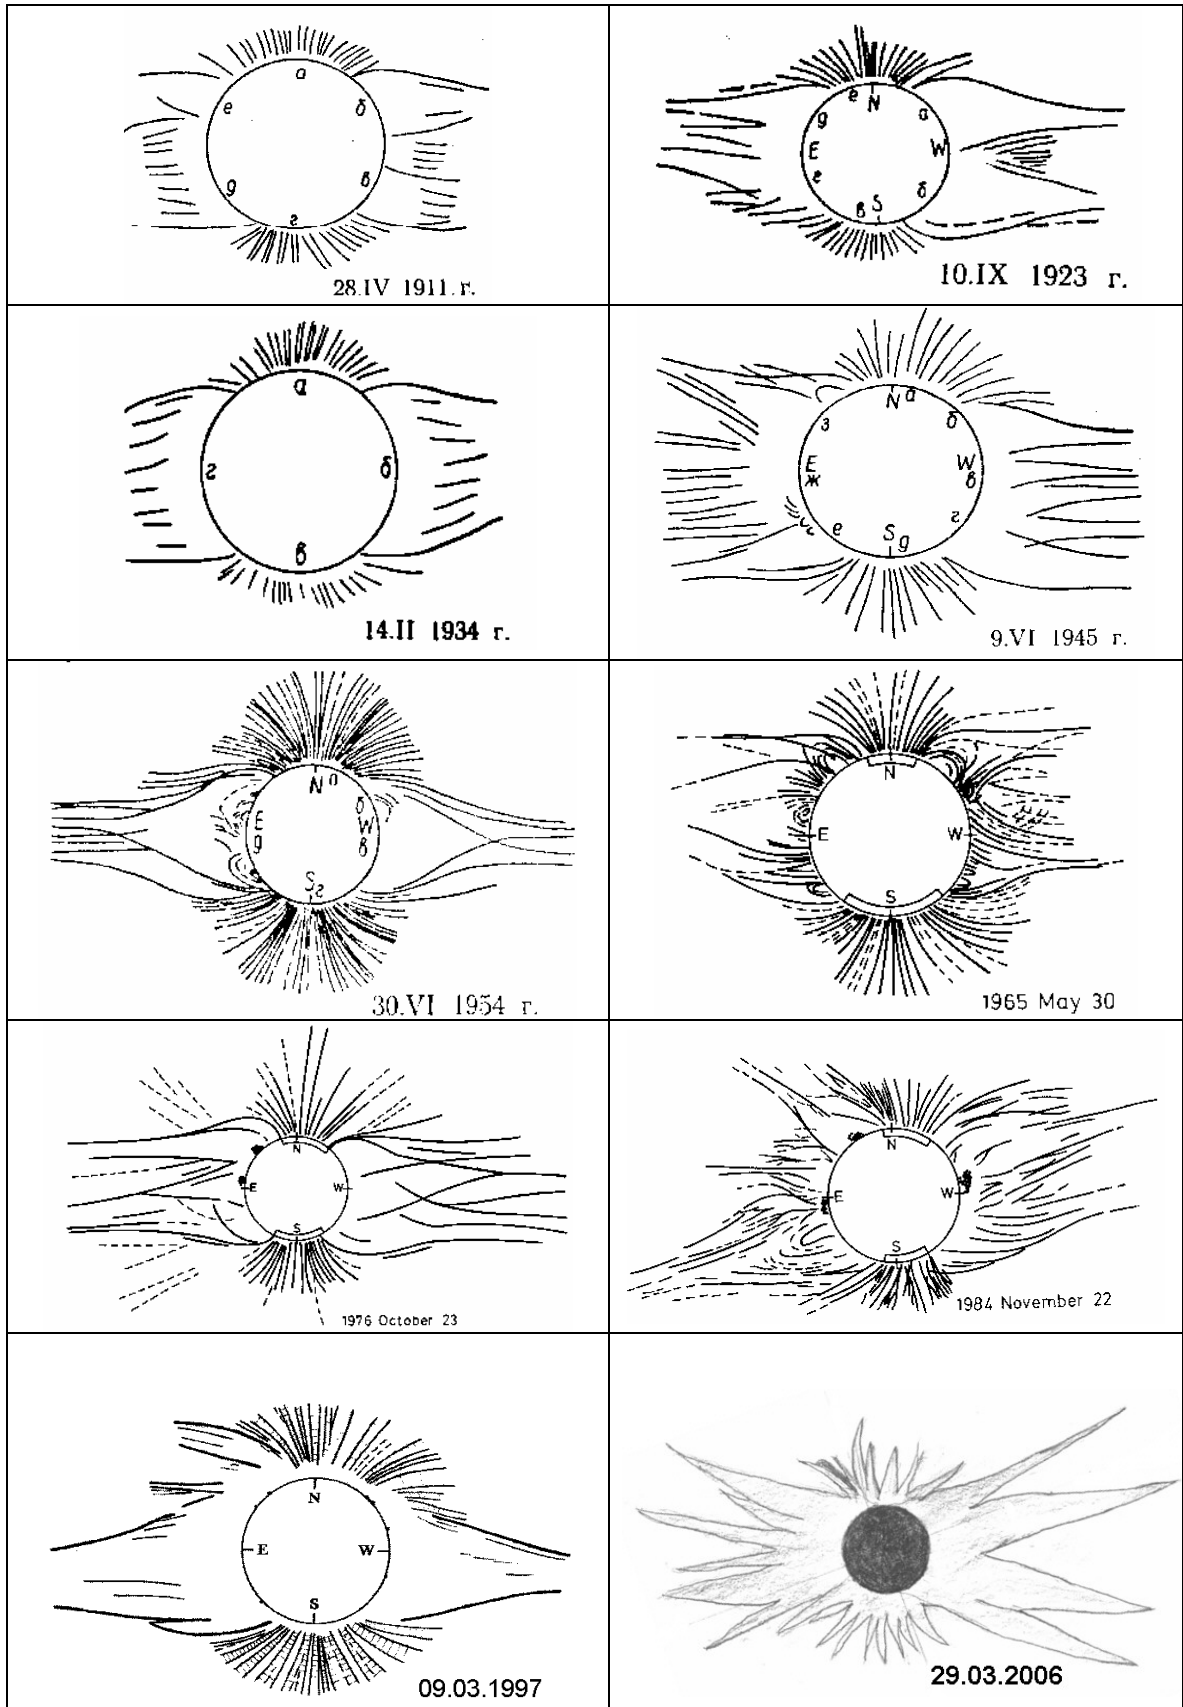 а
е б
д в
г
28.IV 1911 г.
е N
д а
E W
г б
в S
10.IX 1923 г.
а
г б
в
14.II 1934 г.
N а
з б
E W
ж в
е г
S д
9.VI 1945 г.
N а
б
E W
д в
S г
30.VI 1954 г.
N
E W
S
1965 May 30
N
E W
S
1976 October 23
N
E W
S
1984 November 22
N
E W
S
09.03.1997
29.03.2006